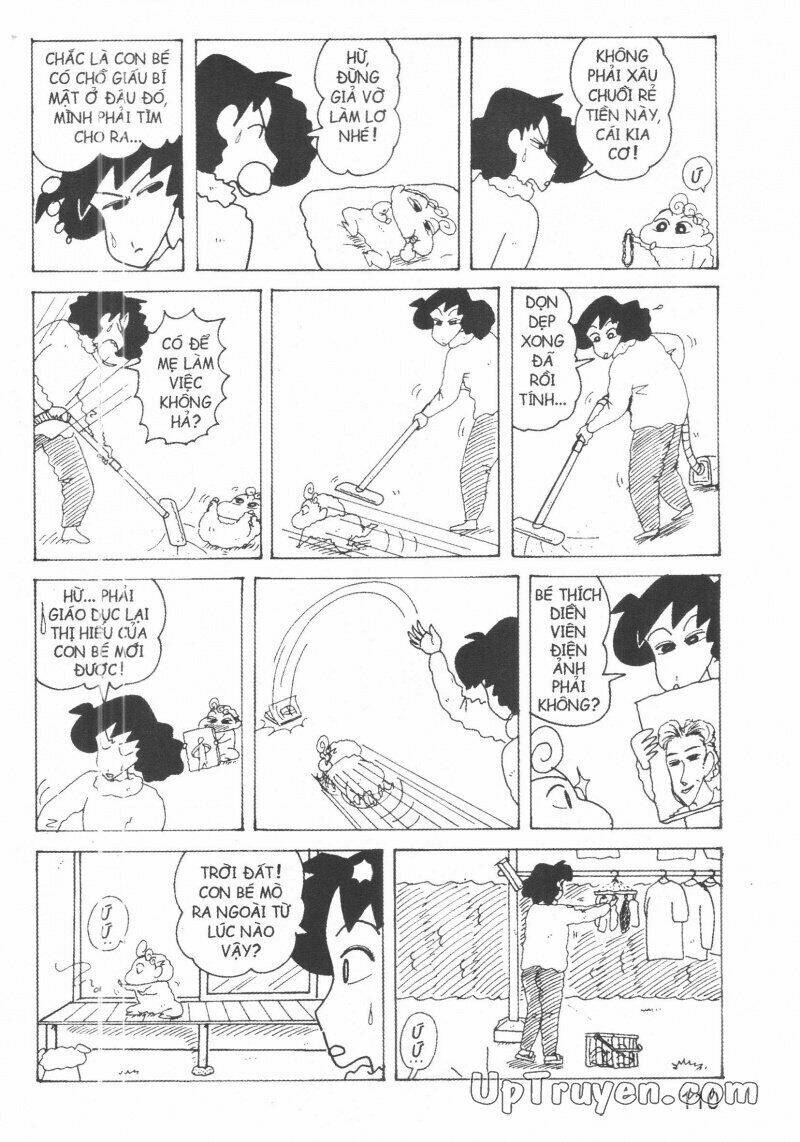 KHÔNG
PHẢI XÂU
CHUỖI RẺ
TIỀN NÀY,
CÁI KIA
CƠ!
Ứ
HỪ,
ĐỪNG
GIẢ VỜ
LÀM LƠ
NHÉ!
CHẮC LÀ CON BÉ
CÓ CHỖ GIẤU BÍ
MẬT Ở ĐÂU ĐÓ,
MÌNH PHẢI TÌM
CHO RA...
DỌN
DẸP
XONG
ĐÃ
RỒI
TÍNH...
CÓ ĐỂ
MẸ LÀM
VIỆC
KHÔNG
HẢ?
BÉ THÍCH
DIỄN
VIÊN
ĐIỆN
ẢNH
PHẢI
KHÔNG?
HỪ... PHẢI
GIÁO DỤC LẠI
THỊ HIẾU CỦA
CON BÉ MỚI
ĐƯỢC!
Ứ
Ứ...
TRỜI ĐẤT!
CON BÉ MÒ
RA NGOÀI TỪ
LÚC NÀO
VẬY?
Ứ...
Ứ...
UpTruyen.com